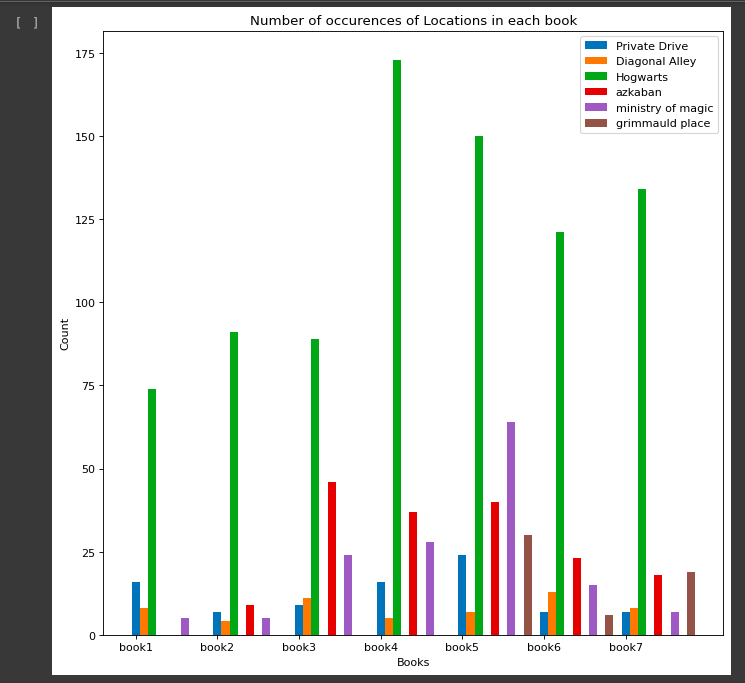 [ ]
Number of occurences of Locations in each book
Private Drive
Diagonal Alley
Hogwarts
azkaban
ministry of magic
grimmauld place
175
150
125
100
75
50
25
0
Count
book1 book2 book3 book4 book5 book6 book7
Books